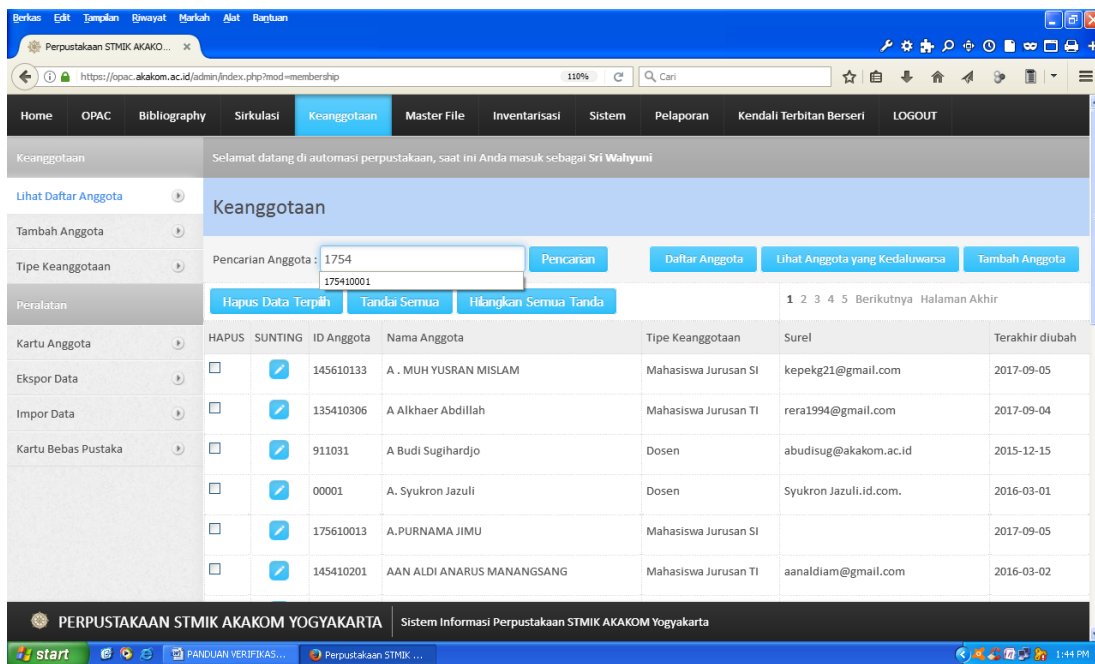 Berkas Edit Tampilan Riwayat Markah Alat Bantuan
Perpustakaan STMIK AKAKO... ×
https://opac.akakom.ac.id/admin/index.php?mod=membership 110% Cari
Home OPAC Bibliography Sirkulasi Keanggotaan Master File Inventarisasi Sistem Pelaporan Kendali Terbitan Berseri LOGOUT
Keanggotaan
Selamat datang di automasi perpustakaan, saat ini Anda masuk sebagai Sri Wahyuni
Lihat Daftar Anggota
Tambah Anggota
Tipe Keanggotaan
Peralatan
Kartu Anggota
Ekspor Data
Impor Data
Kartu Bebas Pustaka
Keanggotaan
Pencarian Anggota : 1754 Pencarian Daftar Anggota Lihat Anggota yang Kedaluwarsa Tambah Anggota
175410001
Hapus Data Terpilih Tandai Semua Hilangkan Semua Tanda 1 2 3 4 5 Berikutnya Halaman Akhir
HAPUS SUNTING ID Anggota Nama Anggota Tipe Keanggotaan Surel Terakhir diubah
145610133 A . MUH YUSRAN MISLAM Mahasiswa Jurusan SI kepekg21@gmail.com 2017-09-05
135410306 A Alkhaer Abdillah Mahasiswa Jurusan TI rera1994@gmail.com 2017-09-04
911031 A Budi Sugihardjo Dosen abudisug@akakom.ac.id 2015-12-15
00001 A. Syukron Jazuli Dosen Syukron Jazuli.id.com. 2016-03-01
175610013 A.PURNAMA JIMU Mahasiswa Jurusan SI 2017-09-05
145410201 AAN ALDI ANARUS MANANGSANG Mahasiswa Jurusan TI aanaldiam@gmail.com 2016-03-02
PERPUSTAKAAN STMIK AKAKOM YOGYAKARTA Sistem Informasi Perpustakaan STMIK AKAKOM Yogyakarta
start PANDUAN VERIFIKAS... Perpustakaan STMIK ... 1:44 PM